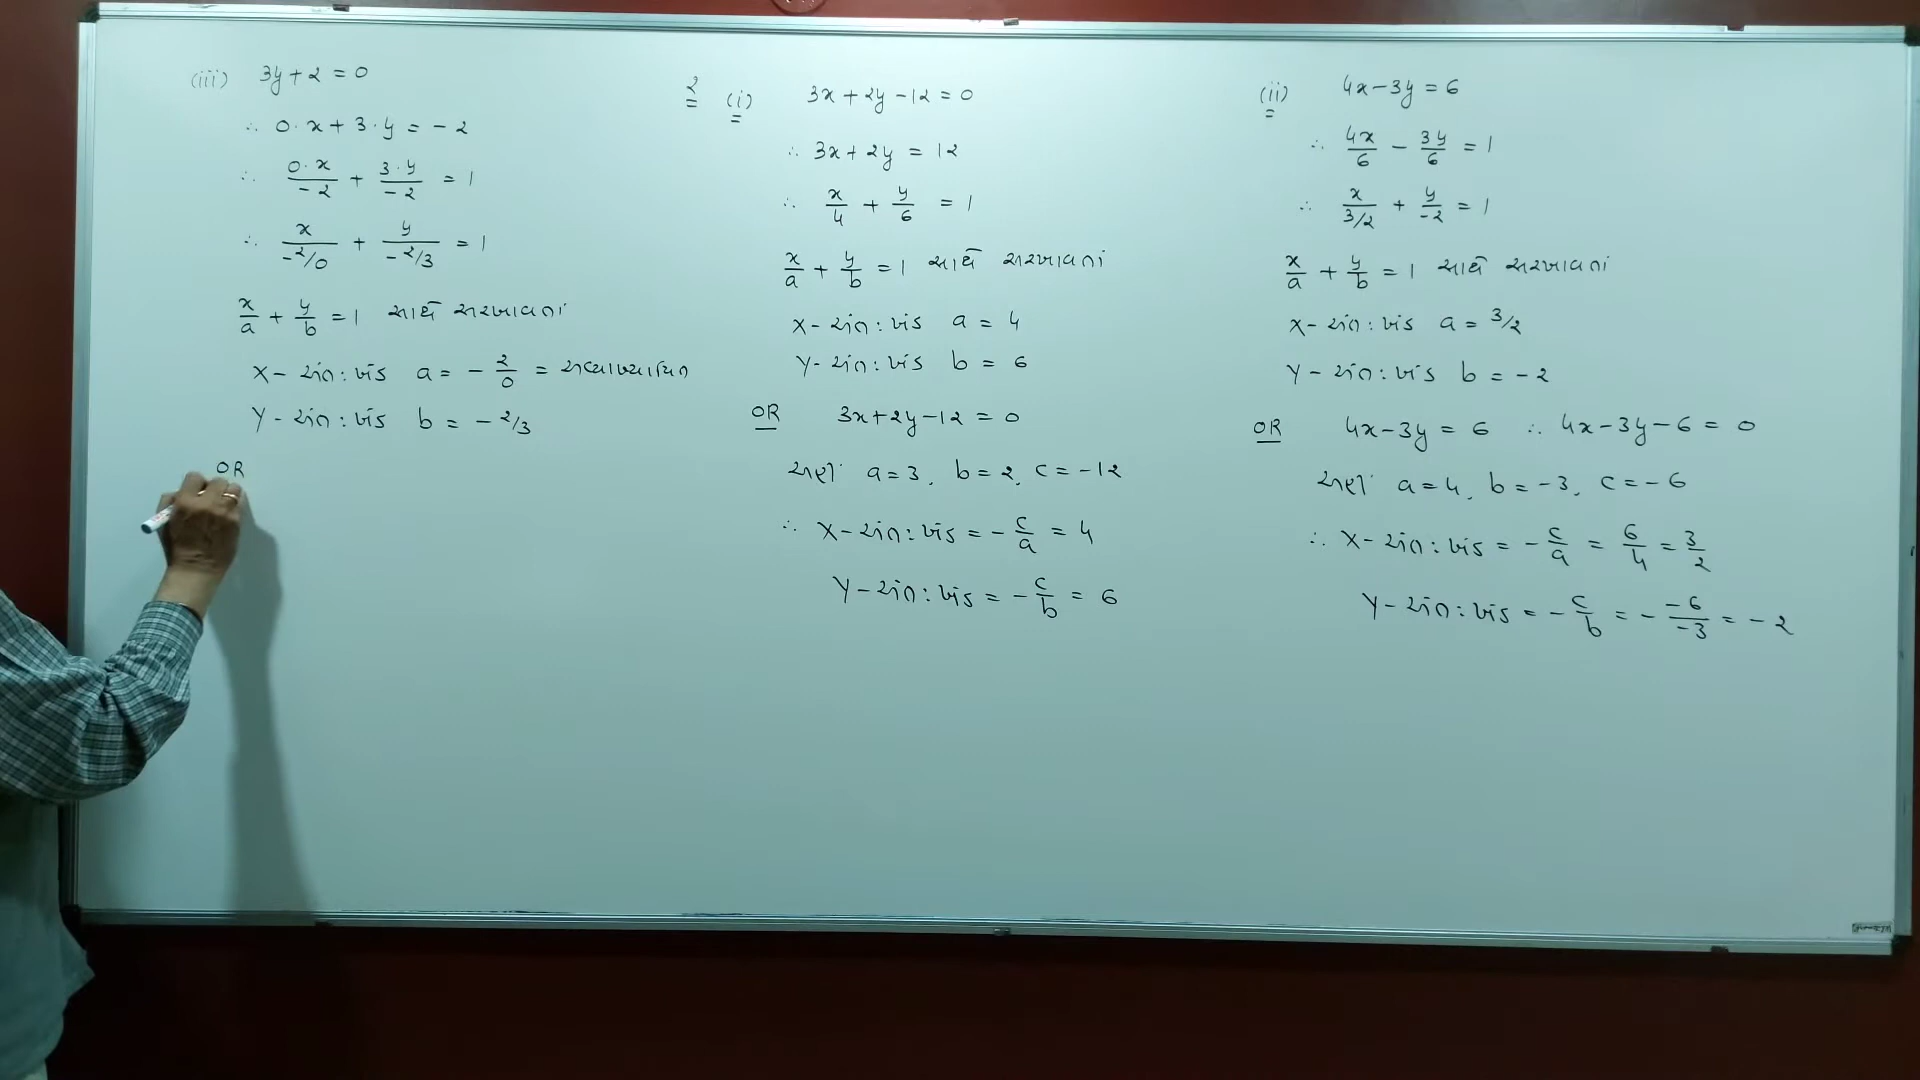 (iii) 3y + 2 = 0
∴ 0·x + 3·y = -2
∴ 0·x/-2 + 3·y/-2 = 1
∴ x/-2/0 + y/-2/3 = 1
x/a + y/b = 1 સાથે સરખાવતાં
X- અંત:ખંડ a = - 2/0 = અવ્યાખ્યાયિત
Y- અંત:ખંડ b = - 2/3
OR
2 (i) 3x + 2y - 12 = 0
∴ 3x + 2y = 12
∴ x/4 + y/6 = 1
x/a + y/b = 1 સાથે સરખાવતાં
X- અંત:ખંડ a = 4
Y- અંત:ખંડ b = 6
OR 3x + 2y - 12 = 0
અહીં a = 3, b = 2, c = -12
∴ X- અંત:ખંડ = - c/a = 4
Y- અંત:ખંડ = - c/b = 6
(ii) 4x - 3y = 6
∴ 4x/6 - 3y/6 = 1
∴ x/3/2 + y/-2 = 1
x/a + y/b = 1 સાથે સરખાવતાં
X- અંત:ખંડ a = 3/2
Y- અંત:ખંડ b = -2
OR 4x - 3y = 6 ∴ 4x - 3y - 6 = 0
અહીં a = 4, b = -3, c = -6
∴ X- અંત:ખંડ = - c/a = 6/4 = 3/2
Y- અંત:ખંડ = - c/b = - -6/-3 = -2